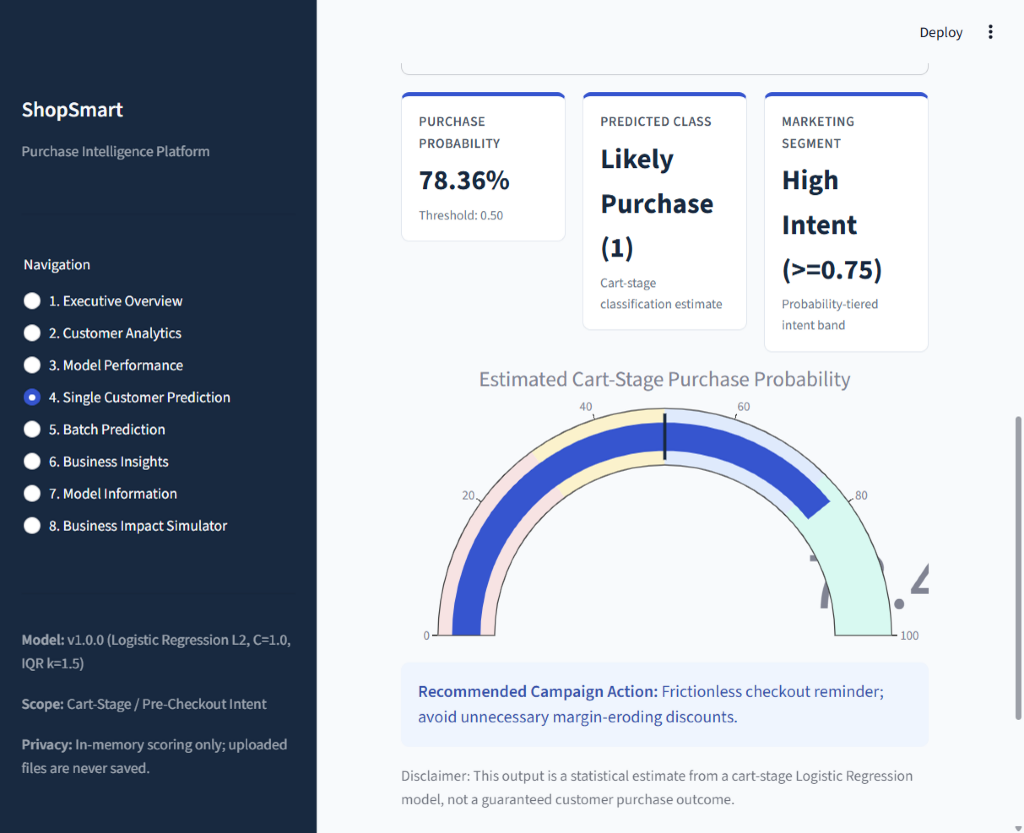 Deploy
ShopSmart
Purchase Intelligence Platform
Navigation
1. Executive Overview
2. Customer Analytics
3. Model Performance
4. Single Customer Prediction
5. Batch Prediction
6. Business Insights
7. Model Information
8. Business Impact Simulator
Model: v1.0.0 (Logistic Regression L2, C=1.0,
IQR k=1.5)
Scope: Cart-Stage / Pre-Checkout Intent
Privacy: In-memory scoring only; uploaded
files are never saved.
PURCHASE
PROBABILITY
78.36%
Threshold: 0.50
PREDICTED CLASS
Likely
Purchase
(1)
Cart-stage
classification estimate
MARKETING
SEGMENT
High
Intent
(>=0.75)
Probability-tiered
intent band
Estimated Cart-Stage Purchase Probability
0
20
40
60
80
100
Recommended Campaign Action: Frictionless checkout reminder;
avoid unnecessary margin-eroding discounts.
Disclaimer: This output is a statistical estimate from a cart-stage Logistic Regression
model, not a guaranteed customer purchase outcome.